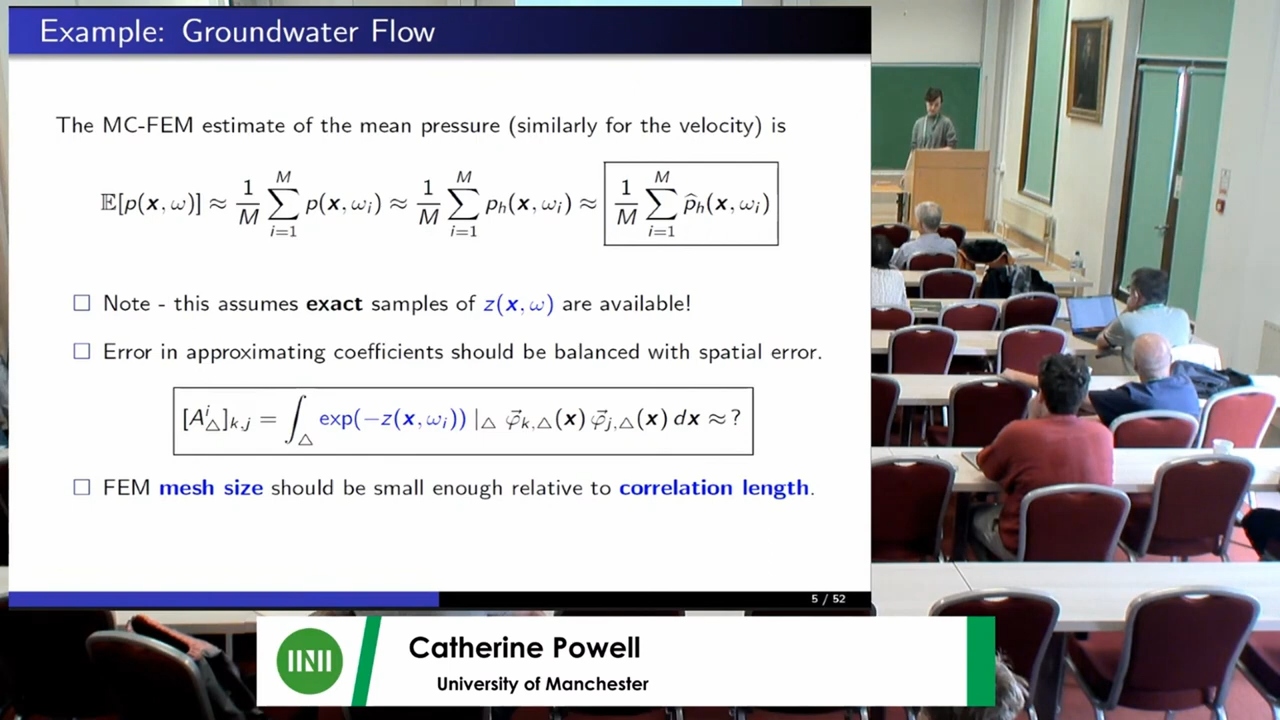 Example: Groundwater Flow
The MC-FEM estimate of the mean pressure (similarly for the velocity) is
𝔼[p(x, ω)] ≈ 1/M ∑_{i=1}^{M} p(x, ω_i) ≈ 1/M ∑_{i=1}^{M} p_h(x, ω_i) ≈ 1/M ∑_{i=1}^{M} p̂_h(x, ω_i)
□ Note - this assumes exact samples of z(x, ω) are available!
□ Error in approximating coefficients should be balanced with spatial error.
[A^i_△]_{k,j} = ∫_△ exp(−z(x, ω_i)) |_△ φ⃗_{k,△}(x) φ⃗_{j,△}(x) dx ≈ ?
□ FEM mesh size should be small enough relative to correlation length.
5 / 52
Catherine Powell
University of Manchester